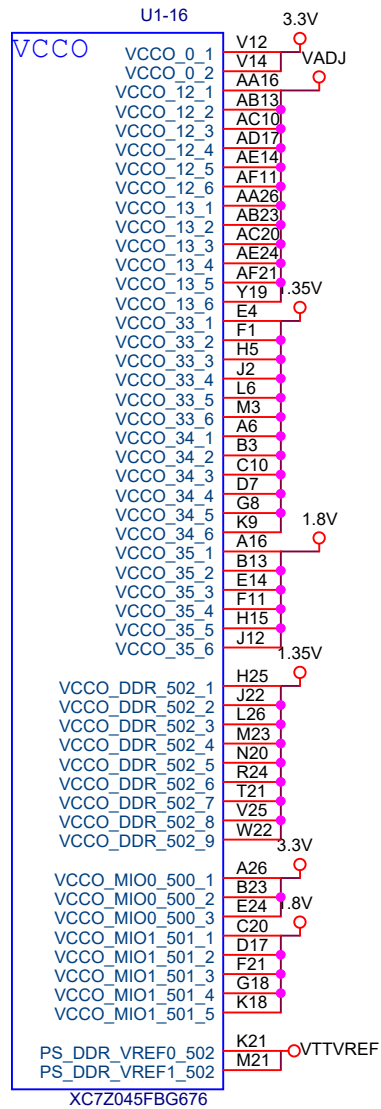 U1-16
VCCO
3.3V
VCCO_0_1 V12
VCCO_0_2 V14
VADJ
VCCO_12_1 AA16
VCCO_12_2 AB13
VCCO_12_3 AC10
VCCO_12_4 AD17
VCCO_12_5 AE14
VCCO_12_6 AF11
VCCO_13_1 AA26
VCCO_13_2 AB23
VCCO_13_3 AC20
VCCO_13_4 AE24
VCCO_13_5 AF21
VCCO_13_6 Y19
1.35V
VCCO_33_1 E4
VCCO_33_2 F1
VCCO_33_3 H5
VCCO_33_4 J2
VCCO_33_5 L6
VCCO_33_6 M3
VCCO_34_1 A6
VCCO_34_2 B3
VCCO_34_3 C10
VCCO_34_4 D7
VCCO_34_5 G8
VCCO_34_6 K9
1.8V
VCCO_35_1 A16
VCCO_35_2 B13
VCCO_35_3 E14
VCCO_35_4 F11
VCCO_35_5 H15
VCCO_35_6 J12
1.35V
VCCO_DDR_502_1 H25
VCCO_DDR_502_2 J22
VCCO_DDR_502_3 L26
VCCO_DDR_502_4 M23
VCCO_DDR_502_5 N20
VCCO_DDR_502_6 R24
VCCO_DDR_502_7 T21
VCCO_DDR_502_8 V25
VCCO_DDR_502_9 W22
3.3V
VCCO_MIO0_500_1 A26
VCCO_MIO0_500_2 B23
VCCO_MIO0_500_3 E24
1.8V
VCCO_MIO1_501_1 C20
VCCO_MIO1_501_2 D17
VCCO_MIO1_501_3 F21
VCCO_MIO1_501_4 G18
VCCO_MIO1_501_5 K18
PS_DDR_VREF0_502 K21 VTTVREF
PS_DDR_VREF1_502 M21
XC7Z045FBG676